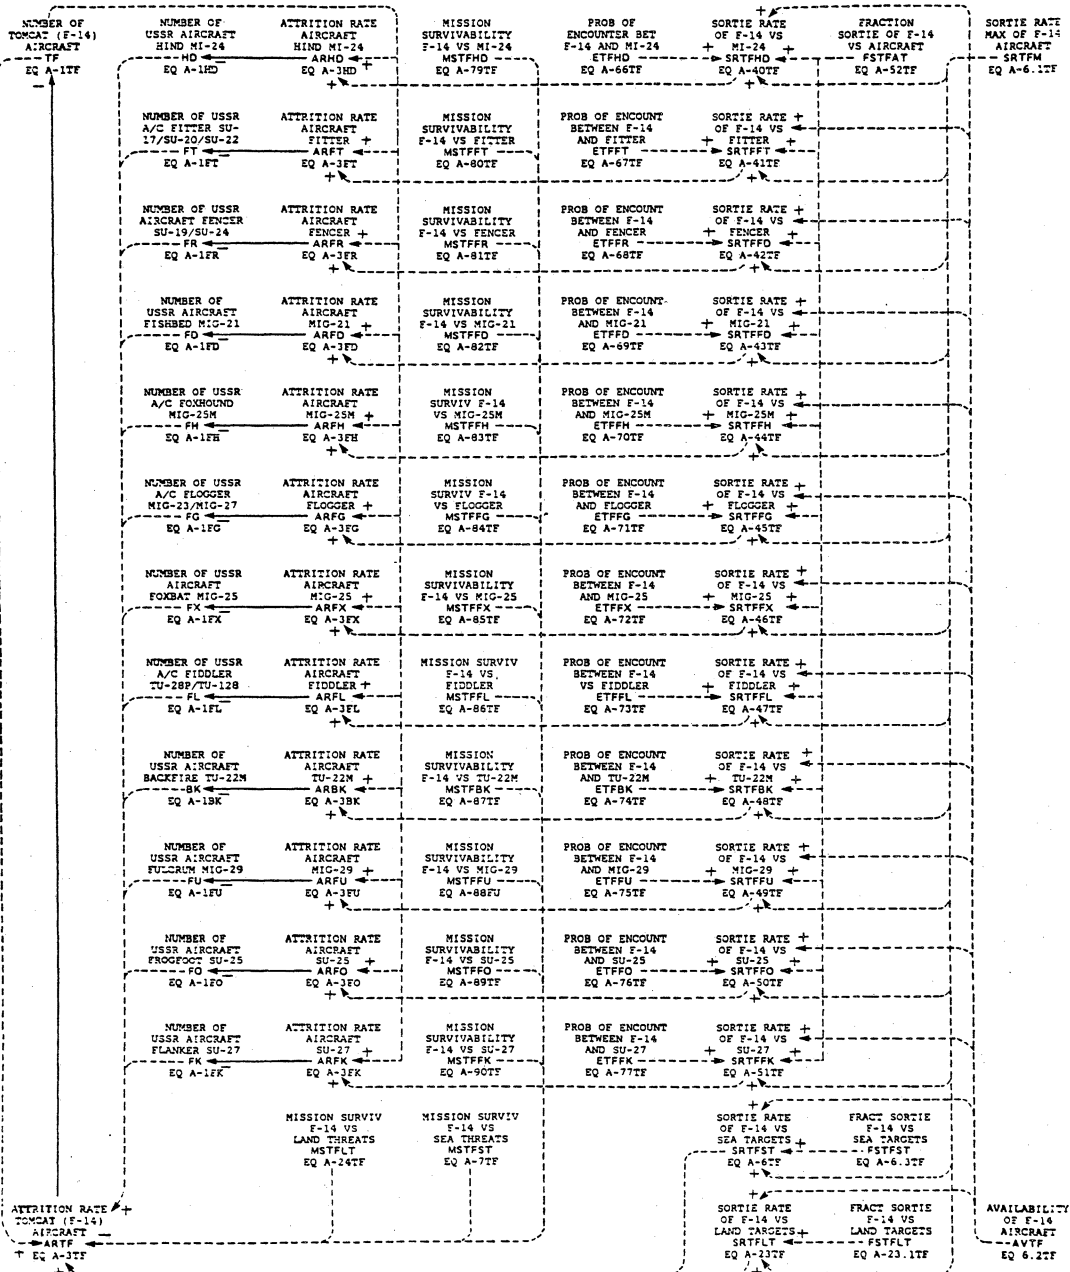 NUMBER OF
TOMCAT (F-14)
AIRCRAFT
TF
EQ A-1TF
NUMBER OF
USSR AIRCRAFT
HIND MI-24
HD
EQ A-1HD
ATTRITION RATE
AIRCRAFT
HIND MI-24
ARHD
EQ A-3HD
MISSION
SURVIVABILITY
F-14 VS MI-24
MSTFHD
EQ A-79TF
PROB OF
ENCOUNTER BET
F-14 AND MI-24
ETFHD
EQ A-66TF
SORTIE RATE
OF F-14 VS
MI-24
SRTFHD
EQ A-40TF
FRACTION
SORTIE OF F-14
VS AIRCRAFT
FSTFAT
EQ A-52TF
SORTIE RATE
MAX OF F-14
AIRCRAFT
SRTFM
EQ A-6.1TF
NUMBER OF USSR
A/C FITTER SU-
17/SU-20/SU-22
FT
EQ A-1FT
ATTRITION RATE
AIRCRAFT
FITTER
ARFT
EQ A-3FT
MISSION
SURVIVABILITY
F-14 VS FITTER
MSTFFT
EQ A-80TF
PROB OF ENCOUNT
BETWEEN F-14
AND FITTER
ETFFT
EQ A-67TF
SORTIE RATE
OF F-14 VS
FITTER
SRTFFT
EQ A-41TF
NUMBER OF USSR
AIRCRAFT FENCER
SU-19/SU-24
FR
EQ A-1FR
ATTRITION RATE
AIRCRAFT
FENCER
ARFR
EQ A-3FR
MISSION
SURVIVABILITY
F-14 VS FENCER
MSTFFR
EQ A-81TF
PROB OF ENCOUNT
BETWEEN F-14
AND FENCER
ETFFR
EQ A-68TF
SORTIE RATE
OF F-14 VS
FENCER
SRTFFD
EQ A-42TF
NUMBER OF
USSR AIRCRAFT
FISHBED MIG-21
FD
EQ A-1FD
ATTRITION RATE
AIRCRAFT
MIG-21
ARFD
EQ A-3FD
MISSION
SURVIVABILITY
F-14 VS MIG-21
MSTFFD
EQ A-82TF
PROB OF ENCOUNT
BETWEEN F-14
AND MIG-21
ETFFD
EQ A-69TF
SORTIE RATE
OF F-14 VS
MIG-21
SRTFFD
EQ A-43TF
NUMBER OF USSR
A/C FOXHOUND
MIG-25M
FH
EQ A-1FH
ATTRITION RATE
AIRCRAFT
MIG-25M
ARFH
EQ A-3FH
MISSION
SURVIV F-14
VS MIG-25M
MSTFFH
EQ A-83TF
PROB OF ENCOUNT
BETWEEN F-14
AND MIG-25M
ETFFH
EQ A-70TF
SORTIE RATE
OF F-14 VS
MIG-25M
SRTFFH
EQ A-44TF
NUMBER OF USSR
A/C FLOGGER
MIG-23/MIG-27
FG
EQ A-1FG
ATTRITION RATE
AIRCRAFT
FLOGGER
ARFG
EQ A-3FG
MISSION
SURVIV F-14
VS FLOGGER
MSTFFG
EQ A-84TF
PROB OF ENCOUNT
BETWEEN F-14
AND FLOGGER
ETFFG
EQ A-71TF
SORTIE RATE
OF F-14 VS
FLOGGER
SRTFFG
EQ A-45TF
NUMBER OF USSR
AIRCRAFT
FOXBAT MIG-25
FX
EQ A-1FX
ATTRITION RATE
AIRCRAFT
MIG-25
ARFX
EQ A-3FX
MISSION
SURVIVABILITY
F-14 VS MIG-25
MSTFFX
EQ A-85TF
PROB OF ENCOUNT
BETWEEN F-14
AND MIG-25
ETFFX
EQ A-72TF
SORTIE RATE
OF F-14 VS
MIG-25
SRTFFX
EQ A-46TF
NUMBER OF USSR
A/C FIDDLER
TU-28P/TU-128
FL
EQ A-1FL
ATTRITION RATE
AIRCRAFT
FIDDLER
ARFL
EQ A-3FL
MISSION SURVIV
F-14 VS
FIDDLER
MSTFFL
EQ A-86TF
PROB OF ENCOUNT
BETWEEN F-14
VS FIDDLER
ETFFL
EQ A-73TF
SORTIE RATE
OF F-14 VS
FIDDLER
SRTFFL
EQ A-47TF
NUMBER OF
USSR AIRCRAFT
BACKFIRE TU-22M
BK
EQ A-1BK
ATTRITION RATE
AIRCRAFT
TU-22M
ARBK
EQ A-3BK
MISSION
SURVIVABILITY
F-14 VS TU-22M
MSTFBK
EQ A-87TF
PROB OF ENCOUNT
BETWEEN F-14
AND TU-22M
ETFBK
EQ A-74TF
SORTIE RATE
OF F-14 VS
TU-22M
SRTFBK
EQ A-48TF
NUMBER OF
USSR AIRCRAFT
FULCRUM MIG-29
FU
EQ A-1FU
ATTRITION RATE
AIRCRAFT
MIG-29
ARFU
EQ A-3FU
MISSION
SURVIVABILITY
F-14 VS MIG-29
MSTFFU
EQ A-88FU
PROB OF ENCOUNT
BETWEEN F-14
AND MIG-29
ETFFU
EQ A-75TF
SORTIE RATE
OF F-14 VS
MIG-29
SRTFFU
EQ A-49TF
NUMBER OF
USSR AIRCRAFT
FROGFOCT SU-25
FO
EQ A-1FO
ATTRITION RATE
AIRCRAFT
SU-25
ARFO
EQ A-3FO
MISSION
SURVIVABILITY
F-14 VS SU-25
MSTFFO
EQ A-89TF
PROB OF ENCOUNT
BETWEEN F-14
AND SU-25
ETFFO
EQ A-76TF
SORTIE RATE
OF F-14 VS
SU-25
SRTFFO
EQ A-50TF
NUMBER OF
USSR AIRCRAFT
FLANKER SU-27
FK
EQ A-1FK
ATTRITION RATE
AIRCRAFT
SU-27
ARFK
EQ A-3FK
MISSION
SURVIVABILITY
F-14 VS SU-27
MSTFFK
EQ A-90TF
PROB OF ENCOUNT
BETWEEN F-14
AND SU-27
ETFFK
EQ A-77TF
SORTIE RATE
OF F-14 VS
SU-27
SRTFFK
EQ A-51TF
MISSION SURVIV
F-14 VS
LAND THREATS
MSTFLT
EQ A-24TF
MISSION SURVIV
F-14 VS
SEA THREATS
MSTFST
EQ A-7TF
SORTIE RATE
OF F-14 VS
SEA TARGETS
SRTFST
EQ A-6TF
FRACT SORTIE
F-14 VS
SEA TARGETS
FSTFST
EQ A-6.3TF
ATTRITION RATE
TOMCAT (F-14)
AIRCRAFT
ARTF
EQ A-3TF
SORTIE RATE
OF F-14 VS
LAND TARGETS
SRTFLT
EQ A-23TF
FRACT SORTIE
F-14 VS
LAND TARGETS
FSTFLT
EQ A-23.1TF
AVAILABILITY
OF F-14
AIRCRAFT
AVTF
EQ 6.2TF